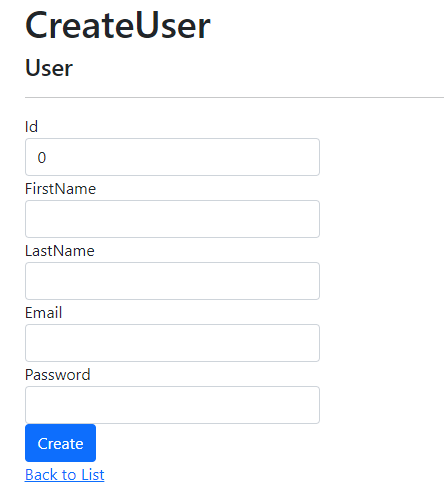 CreateUser
User
Id
0
FirstName
LastName
Email
Password
Create
Back to List